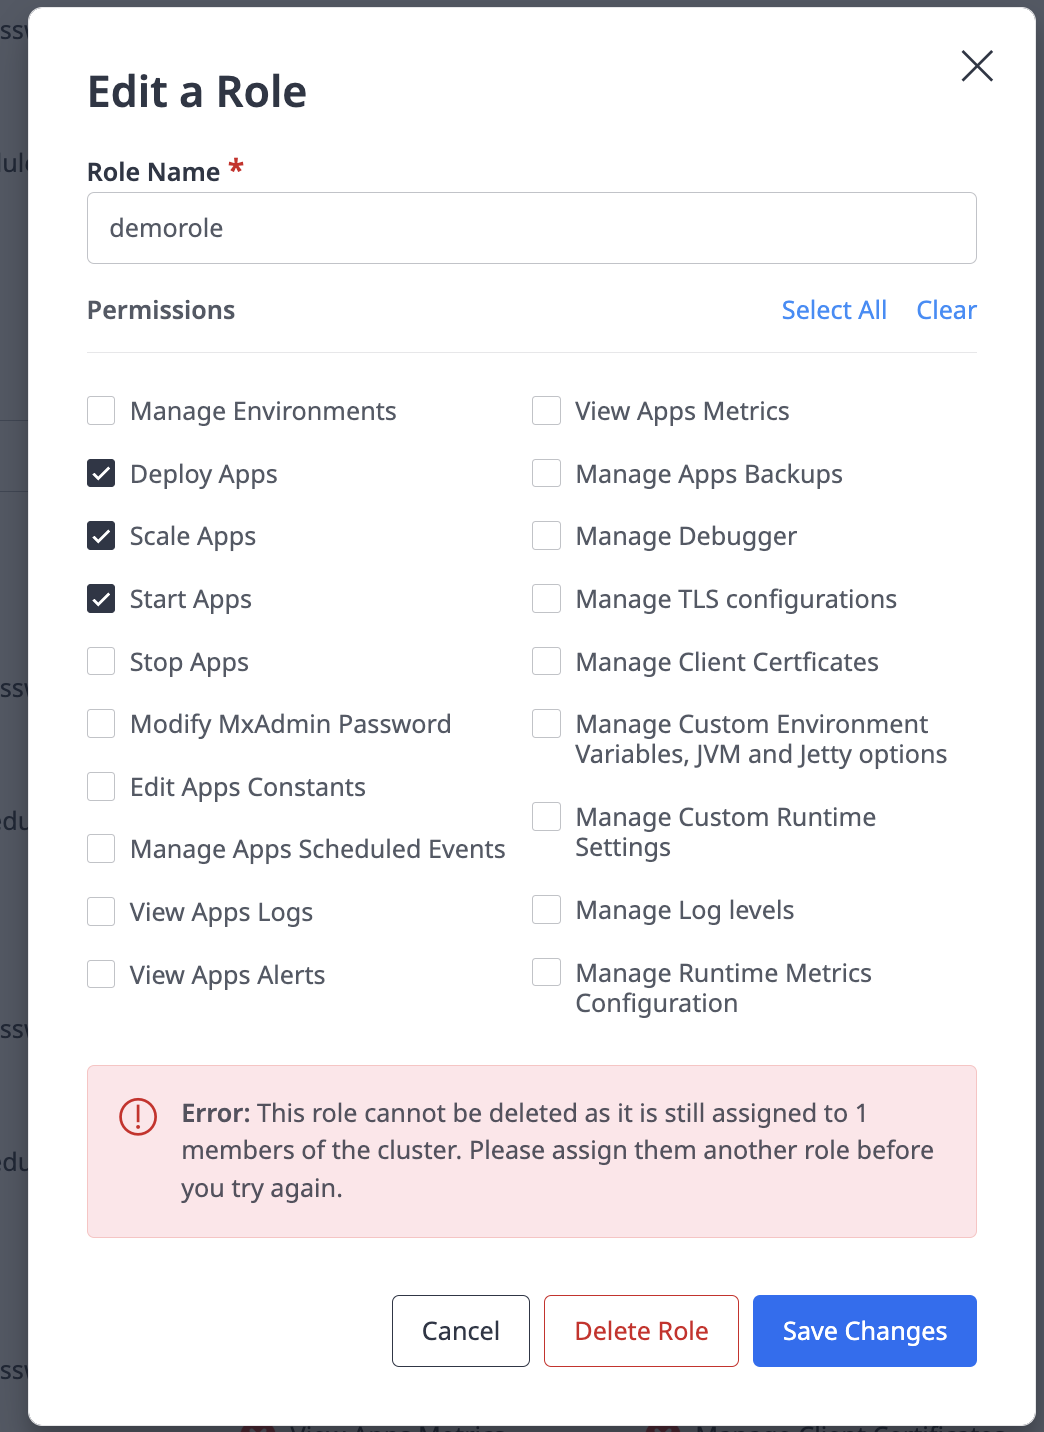 Edit a Role
Role Name *
demorole
Permissions
Select All
Clear
Manage Environments
Deploy Apps
Scale Apps
Start Apps
Stop Apps
Modify MxAdmin Password
Edit Apps Constants
Manage Apps Scheduled Events
View Apps Logs
View Apps Alerts
View Apps Metrics
Manage Apps Backups
Manage Debugger
Manage TLS configurations
Manage Client Certficates
Manage Custom Environment
Variables, JVM and Jetty options
Manage Custom Runtime
Settings
Manage Log levels
Manage Runtime Metrics
Configuration
Error: This role cannot be deleted as it is still assigned to 1
members of the cluster. Please assign them another role before
you try again.
Cancel
Delete Role
Save Changes